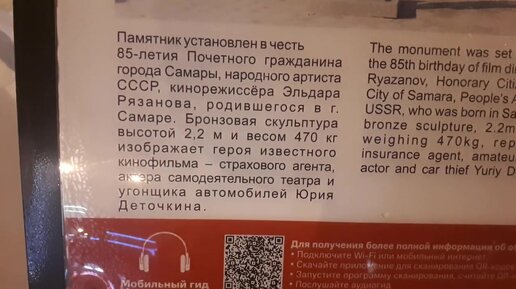 Памятник установлен в честь
85-летия Почетного гражданина
города Самары, народного артиста
СССР, кинорежиссёра Эльдара
Рязанова, родившегося в г.
Самаре. Бронзовая скульптура
высотой 2,2 м и весом 470 кг
изображает героя известного
кинофильма – страхового агента,
актера самодеятельного театра и
угонщика автомобилей Юрия
Деточкина.
The monument was set
the 85th birthday of film di
Ryazanov, Honorary Citi
City of Samara, People's A
USSR, who was born in Sa
bronze sculpture, 2.2m
weighing 470kg, rep
insurance agent, amateu
actor and car thief Yuriy D
Мобильный гид
Для получения более полной информации об об
• Подключите Wi-Fi или мобильный интернет
• Скачайте приложение для сканирования QR-кодов
• Запустите программу сканирования, считайте QR-к
• Послушайте аудиогид